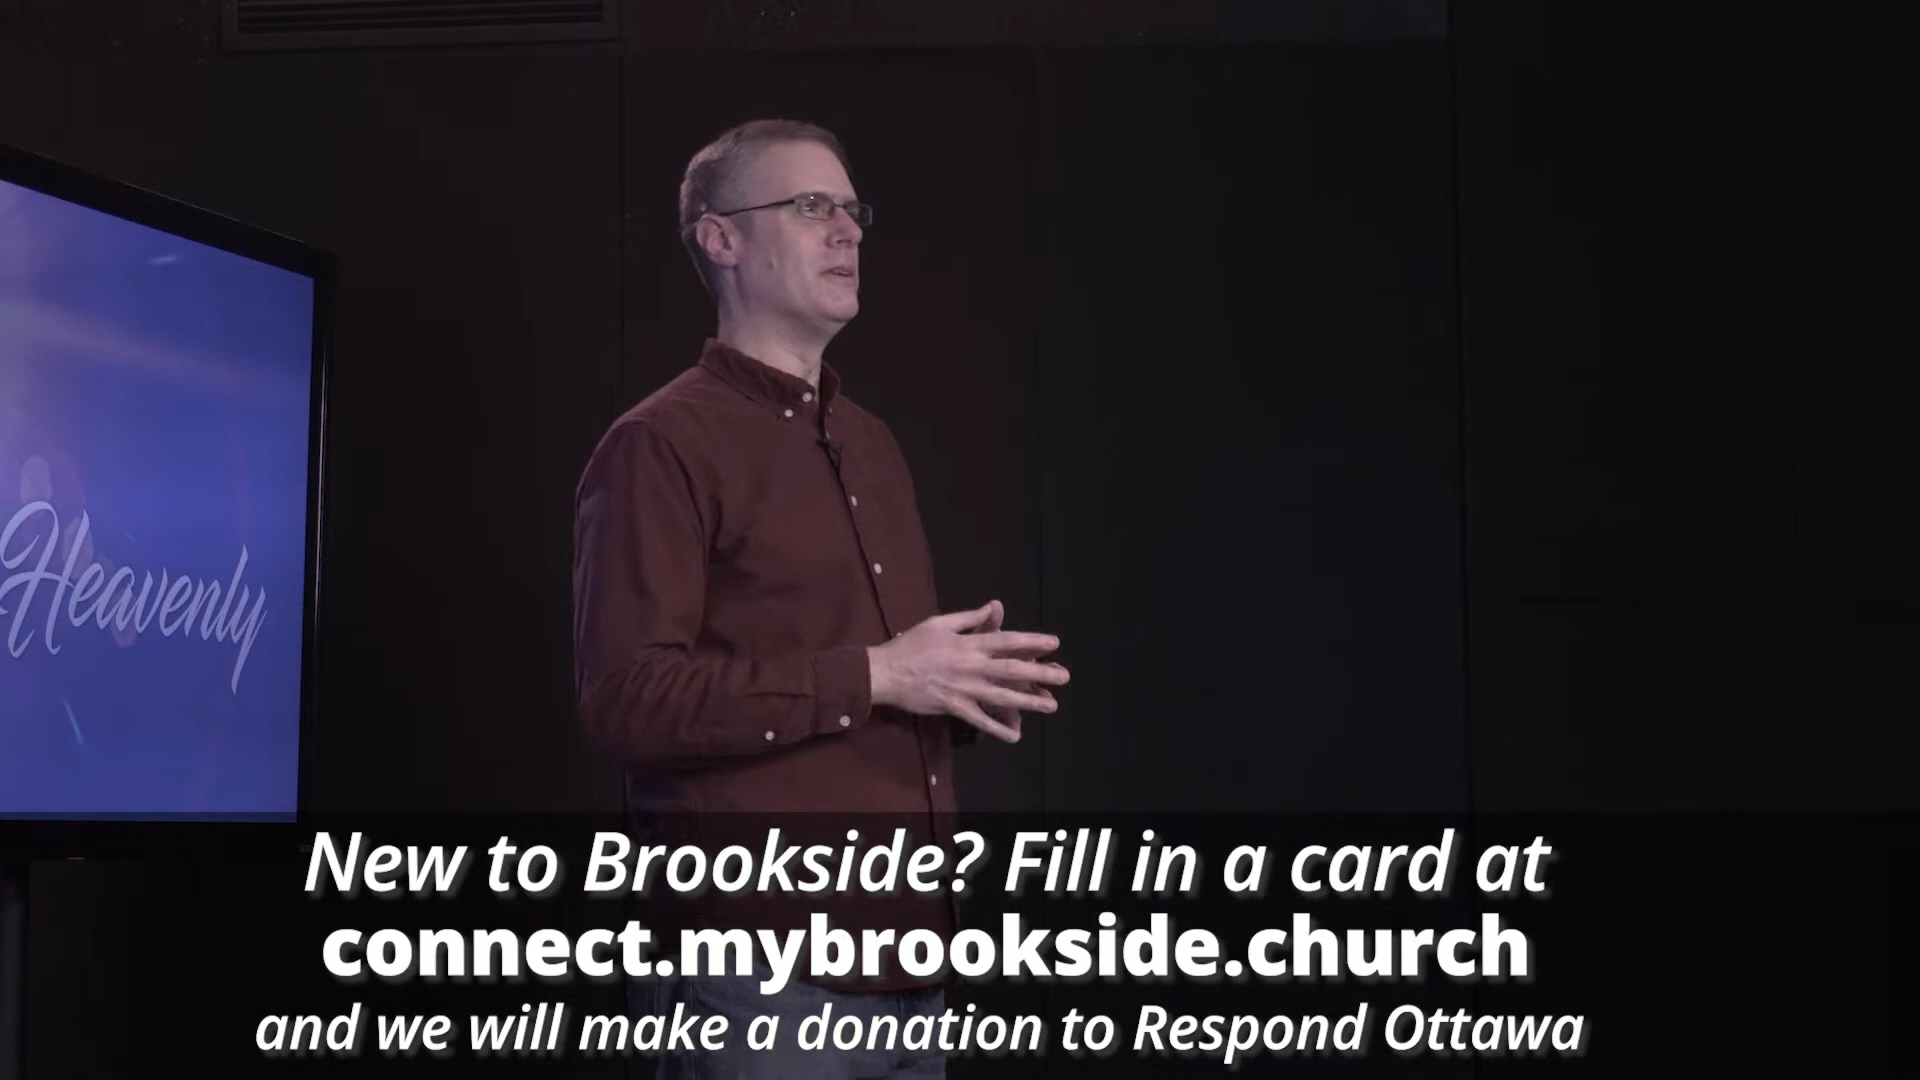 Heavenly
New to Brookside? Fill in a card at
connect.mybrookside.church
and we will make a donation to Respond Ottawa